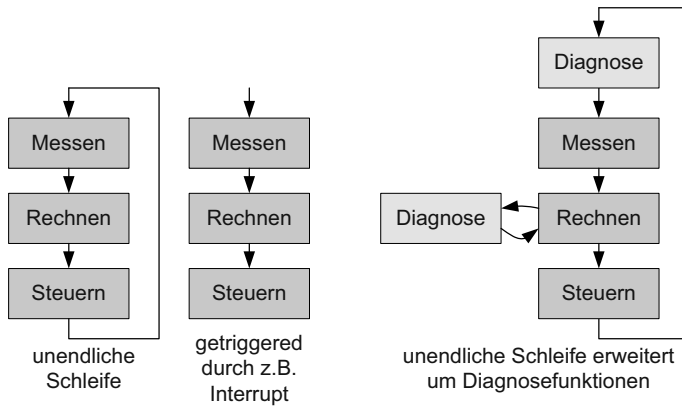 Messen
Rechnen
Steuern
unendliche
Schleife
Messen
Rechnen
Steuern
getriggered
durch z.B.
Interrupt
Diagnose
Messen
Diagnose
Rechnen
Steuern
unendliche Schleife erweitert
um Diagnosefunktionen